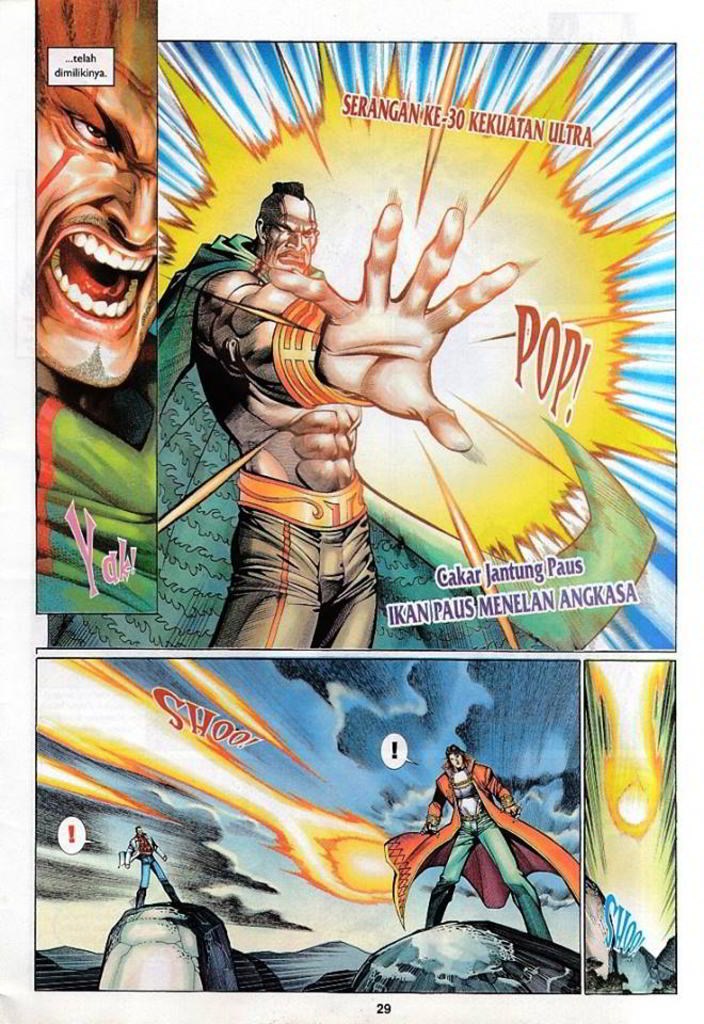 ...telah
dimilikinya.
SERANGAN KE-30 KEKUATAN ULTRA
POP!
Yak!
Cakar Jantung Paus
IKAN PAUS MENELAN ANGKASA
SHOO!
!
!
SHOO!
29